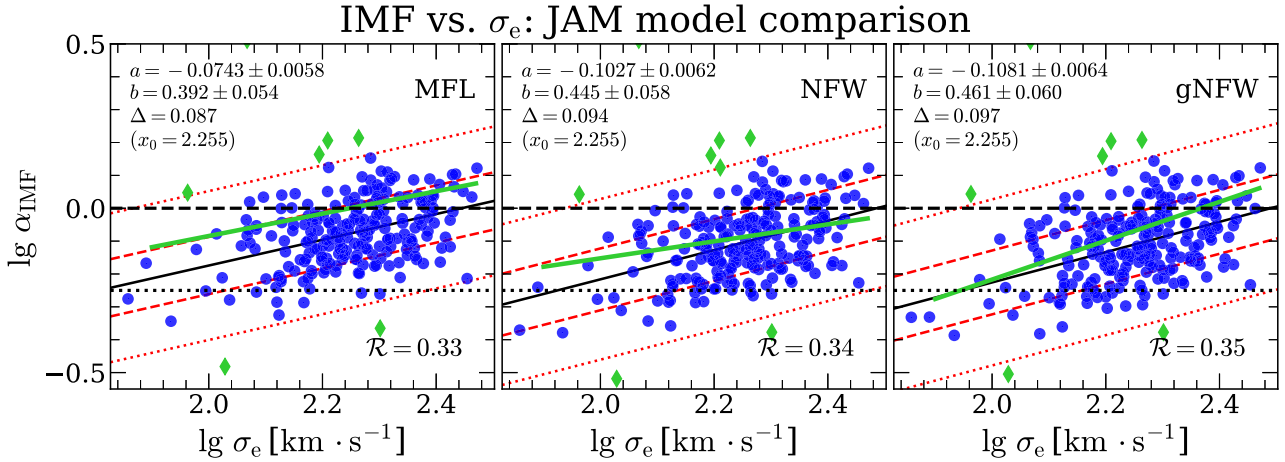 IMF vs. σₑ: JAM model comparison
a = −0.0743 ± 0.0058
b = 0.392 ± 0.054
Δ = 0.087
(x₀ = 2.255)
MFL
ℛ = 0.33
a = −0.1027 ± 0.0062
b = 0.445 ± 0.058
Δ = 0.094
(x₀ = 2.255)
NFW
ℛ = 0.34
a = −0.1081 ± 0.0064
b = 0.461 ± 0.060
Δ = 0.097
(x₀ = 2.255)
gNFW
ℛ = 0.35
0.5
0.0
−0.5
lg α_IMF
2.0 2.2 2.4
2.0 2.2 2.4
2.0 2.2 2.4
lg σₑ [km · s⁻¹]
lg σₑ [km · s⁻¹]
lg σₑ [km · s⁻¹]